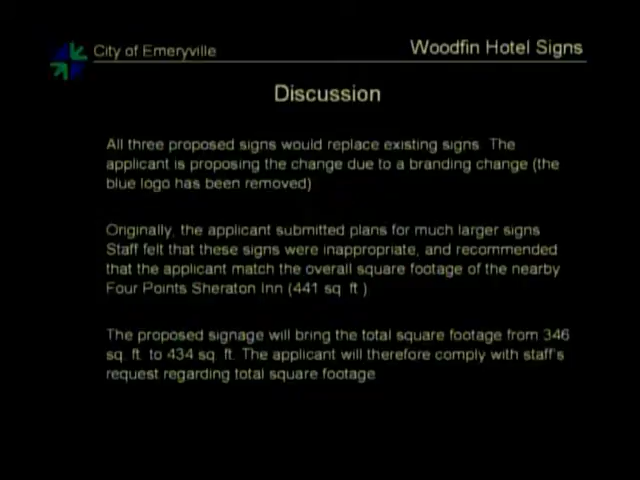 City of Emeryville
Woodfin Hotel Signs
Discussion
All three proposed signs would replace existing signs. The
applicant is proposing the change due to a branding change (the
blue logo has been removed)
Originally, the applicant submitted plans for much larger signs.
Staff felt that these signs were inappropriate, and recommended
that the applicant match the overall square footage of the nearby
Four Points Sheraton Inn (441 sq. ft.)
The proposed signage will bring the total square footage from 346
sq. ft. to 434 sq. ft. The applicant will therefore comply with staff's
request regarding total square footage.